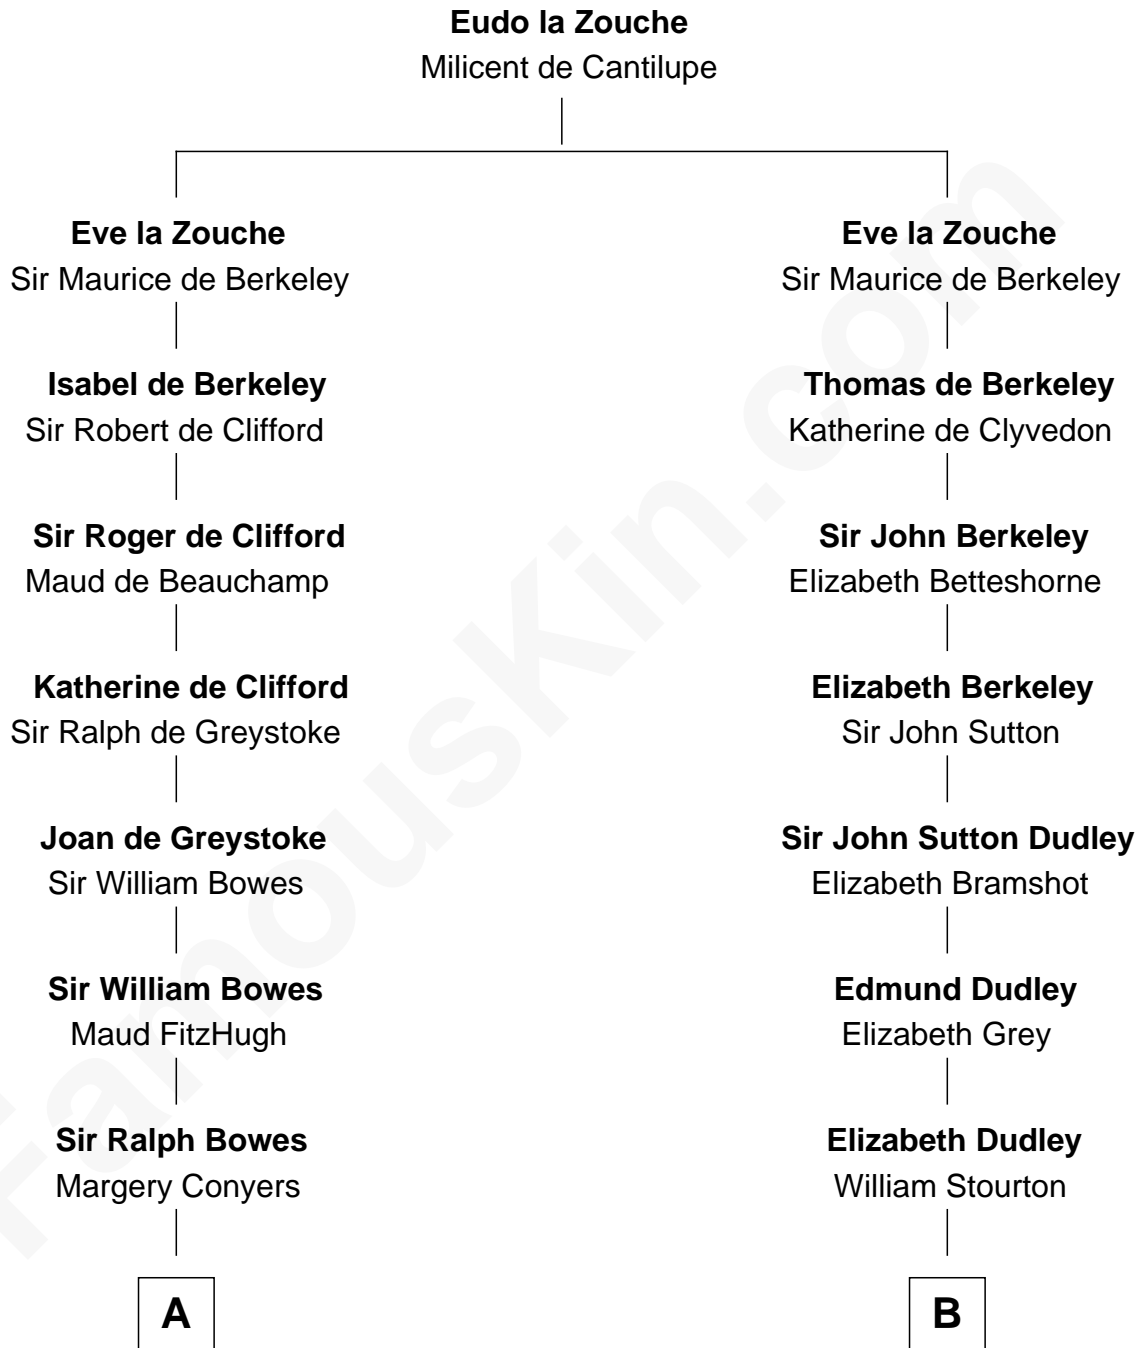 Eudo la Zouche
Milicent de Cantilupe
Eve la Zouche
Sir Maurice de Berkeley
Eve la Zouche
Sir Maurice de Berkeley
Isabel de Berkeley
Sir Robert de Clifford
Thomas de Berkeley
Katherine de Clyvedon
Sir Roger de Clifford
Maud de Beauchamp
Sir John Berkeley
Elizabeth Betteshorne
Katherine de Clifford
Sir Ralph de Greystoke
Elizabeth Berkeley
Sir John Sutton
Joan de Greystoke
Sir William Bowes
Sir John Sutton Dudley
Elizabeth Bramshot
Sir William Bowes
Maud FitzHugh
Edmund Dudley
Elizabeth Grey
Sir Ralph Bowes
Margery Conyers
Elizabeth Dudley
William Stourton
A
B
FamousKin.com